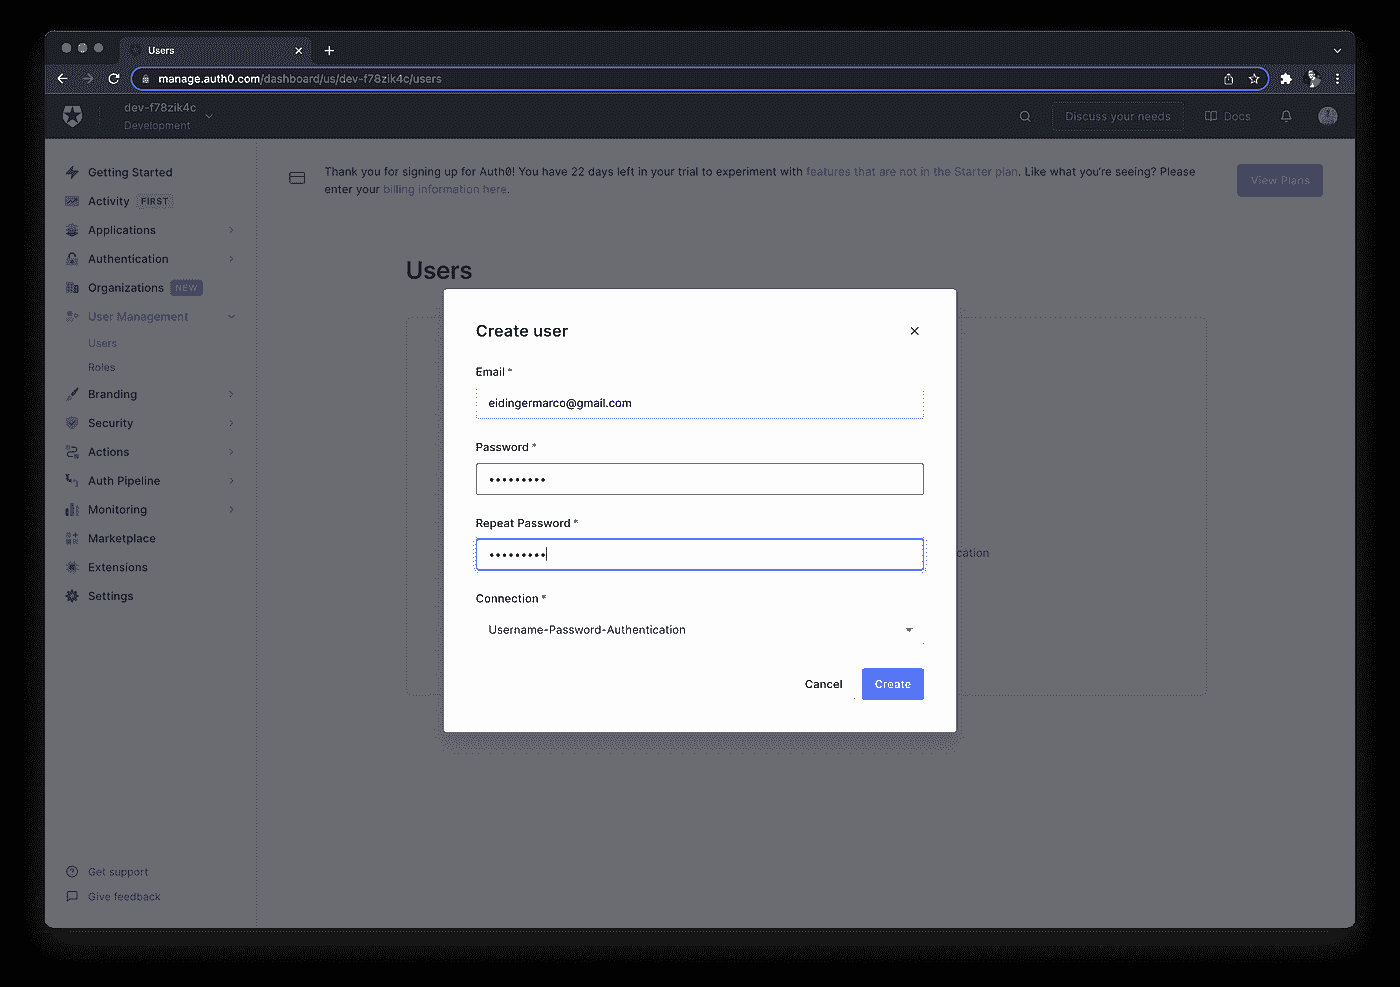 Users
manage.auth0.com/dashboard/us/dev-f78zik4c/users
dev-f78zik4c
Development
Discuss your needs
Docs
Getting Started
Activity FIRST
Applications
Authentication
Organizations NEW
User Management
Users
Roles
Branding
Security
Actions
Auth Pipeline
Monitoring
Marketplace
Extensions
Settings
Get support
Give feedback
Thank you for signing up for Auth0! You have 22 days left in your trial to experiment with features that are not in the Starter plan. Like what you're seeing? Please
enter your billing information here.
View Plans
Users
Create user
Email *
eidingermarco@gmail.com
Password *
•••••••••
Repeat Password *
•••••••••
Connection *
Username-Password-Authentication
Cancel
Create